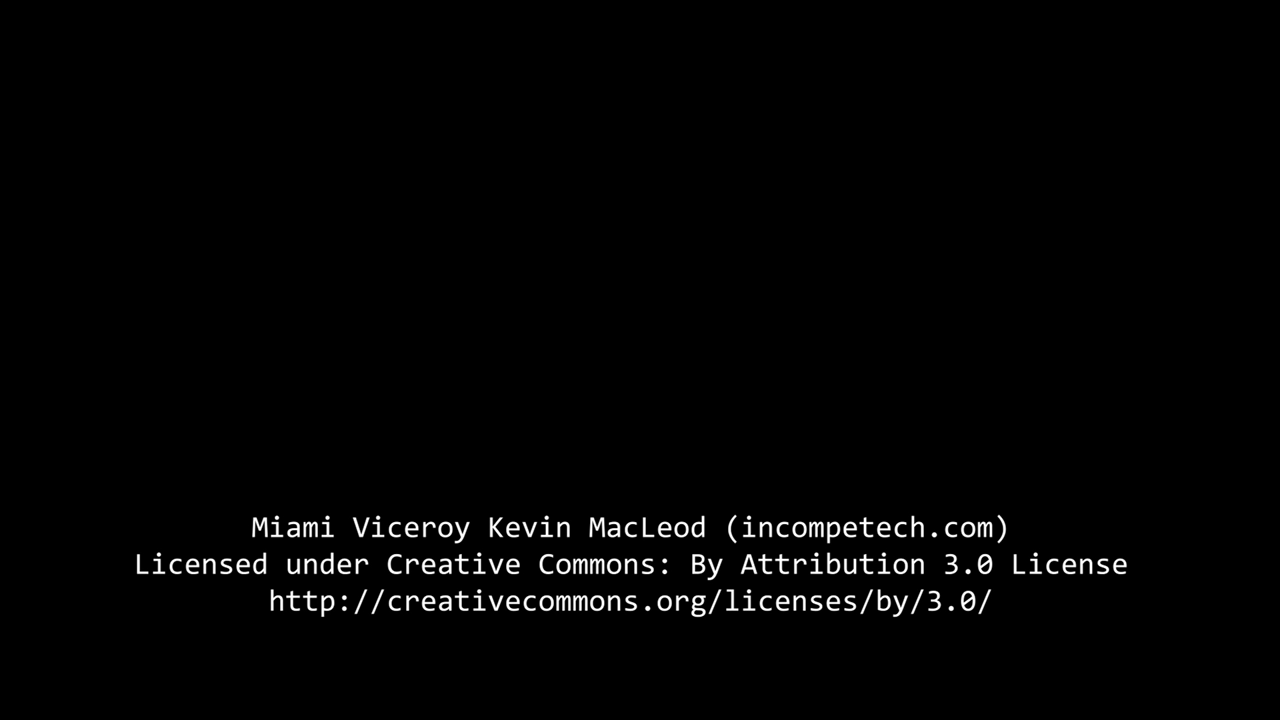 Miami Viceroy Kevin MacLeod (incompetech.com)
Licensed under Creative Commons: By Attribution 3.0 License
http://creativecommons.org/licenses/by/3.0/